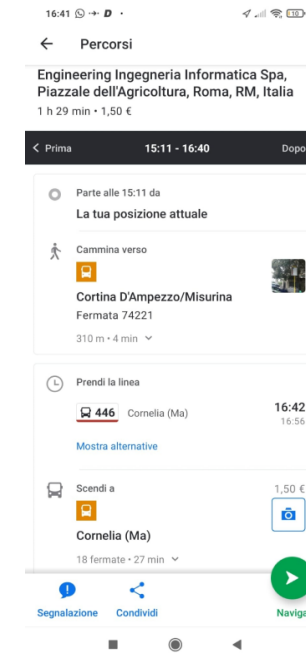 16:41
Percorsi
Engineering Ingegneria Informatica Spa,
Piazzale dell'Agricoltura, Roma, RM, Italia
1 h 29 min • 1,50 €
Prima 15:11 - 16:40 Dopo
Parte alle 15:11 da
La tua posizione attuale
Cammina verso
Cortina D'Ampezzo/Misurina
Fermata 74221
310 m • 4 min
Prendi la linea
446 Cornelia (Ma) 16:42
16:56
Mostra alternative
Scendi a 1,50 €
Cornelia (Ma)
18 fermate • 27 min
Segnalazione Condividi Naviga